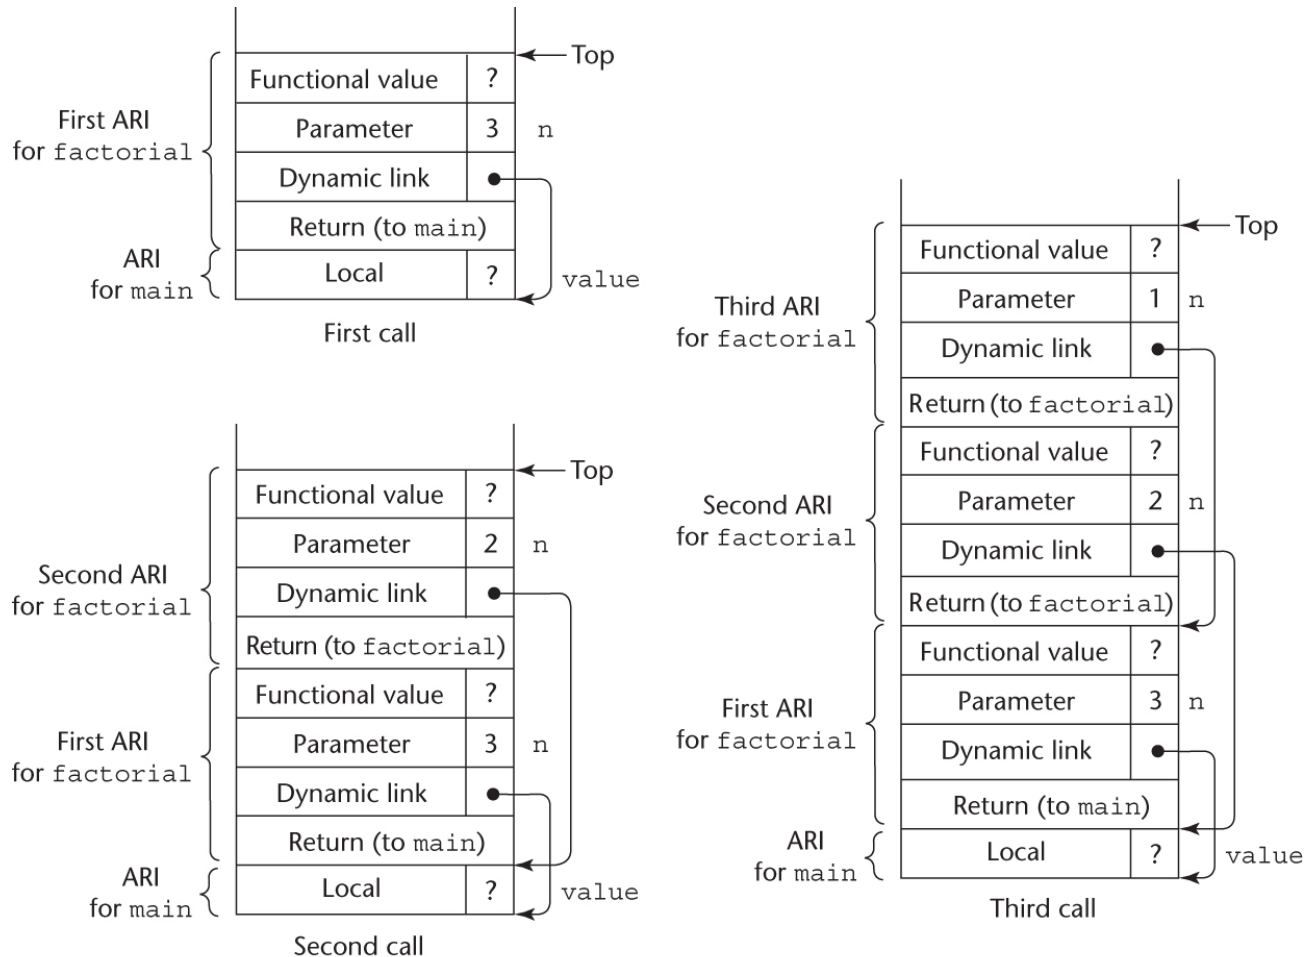 Top
Functional value ?
First ARI
for factorial
Parameter 3 n
Dynamic link
Return (to main)
ARI
for main
Local ?
value
First call
Top
Functional value ?
Parameter 2 n
Second ARI
for factorial
Dynamic link
Return (to factorial)
Functional value ?
First ARI
for factorial
Parameter 3 n
Dynamic link
Return (to main)
ARI
for main
Local ?
value
Second call
Top
Functional value ?
Third ARI
for factorial
Parameter 1 n
Dynamic link
Return (to factorial)
Functional value ?
Second ARI
for factorial
Parameter 2 n
Dynamic link
Return (to factorial)
Functional value ?
First ARI
for factorial
Parameter 3 n
Dynamic link
Return (to main)
ARI
for main
Local ?
value
Third call